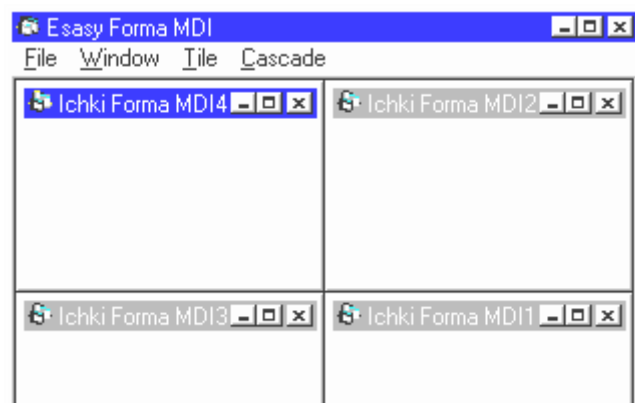 Esasy Forma MDI
File Window Tile Cascade
Ichki Forma MDI4 Ichki Forma MDI2
Ichki Forma MDI3 Ichki Forma MDI1